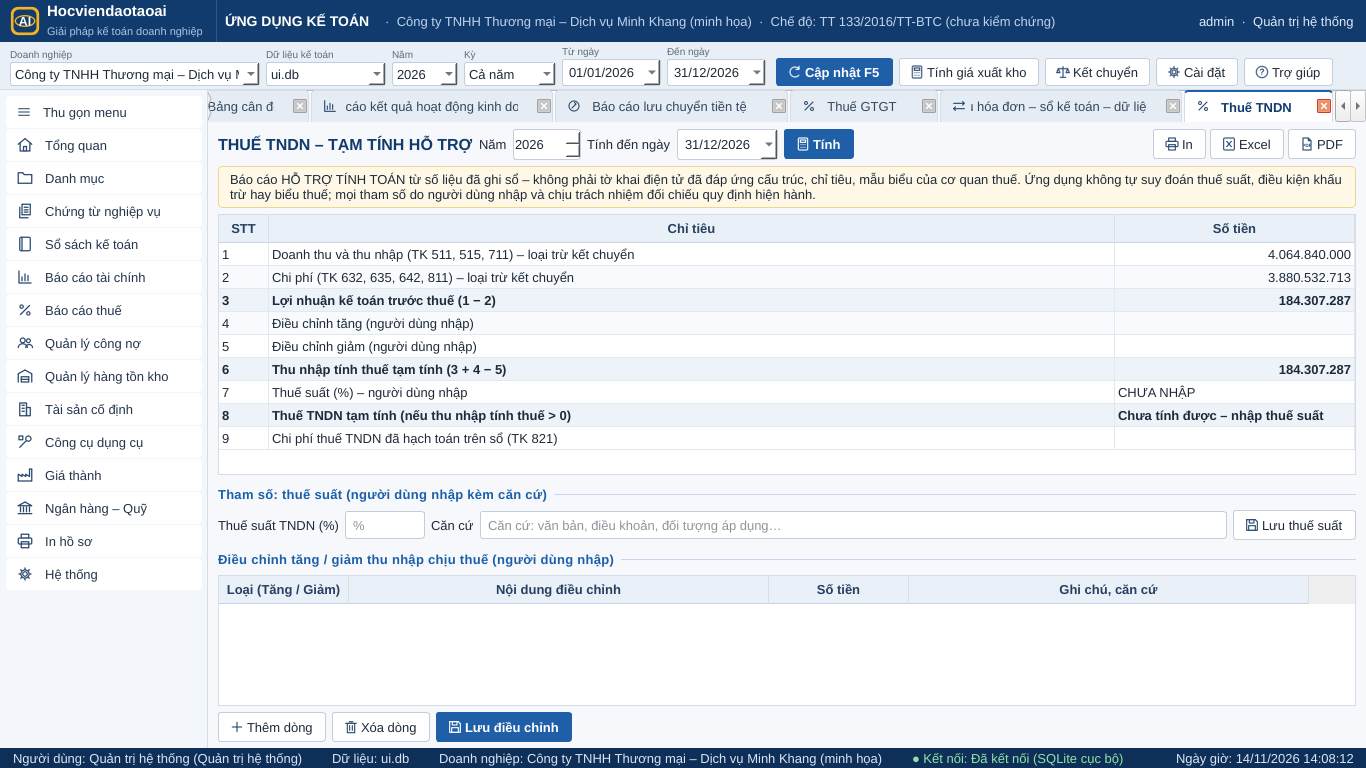 Hocviendaotaoai
Giải pháp kế toán doanh nghiệp
ỨNG DỤNG KẾ TOÁN · Công ty TNHH Thương mại – Dịch vụ Minh Khang (minh họa) · Chế độ: TT 133/2016/TT-BTC (chưa kiểm chứng)
admin · Quản trị hệ thống
Doanh nghiệp
Công ty TNHH Thương mại – Dịch vụ
Dữ liệu kế toán
ui.db
Năm
2026
Kỳ
Cả năm
Từ ngày
01/01/2026
Đến ngày
31/12/2026
Cập nhật F5
Tính giá xuất kho
Kết chuyển
Cài đặt
Trợ giúp
Thu gọn menu
Tổng quan
Danh mục
Chứng từ nghiệp vụ
Sổ sách kế toán
Báo cáo tài chính
Báo cáo thuế
Quản lý công nợ
Quản lý hàng tồn kho
Tài sản cố định
Công cụ dụng cụ
Giá thành
Ngân hàng – Quỹ
In hồ sơ
Hệ thống
Bảng cân đ
cáo kết quả hoạt động kinh do
Báo cáo lưu chuyển tiền tệ
Thuế GTGT
hóa đơn – sổ kế toán – dữ liệ
Thuế TNDN
THUẾ TNDN – TẠM TÍNH HỖ TRỢ
Năm
2026
Tính đến ngày
31/12/2026
Tính
In
Excel
PDF
Báo cáo HỖ TRỢ TÍNH TOÁN từ số liệu đã ghi sổ – không phải tờ khai điện tử đã đáp ứng cấu trúc, chỉ tiêu, mẫu biểu của cơ quan thuế. Ứng dụng không tự suy đoán thuế suất, điều kiện khấu
trừ hay biểu thuế; mọi tham số do người dùng nhập và chịu trách nhiệm đối chiếu quy định hiện hành.
STT Chỉ tiêu Số tiền
1 Doanh thu và thu nhập (TK 511, 515, 711) – loại trừ kết chuyển 4.064.840.000
2 Chi phí (TK 632, 635, 642, 811) – loại trừ kết chuyển 3.880.532.713
3 Lợi nhuận kế toán trước thuế (1 − 2) 184.307.287
4 Điều chỉnh tăng (người dùng nhập)
5 Điều chỉnh giảm (người dùng nhập)
6 Thu nhập tính thuế tạm tính (3 + 4 − 5) 184.307.287
7 Thuế suất (%) – người dùng nhập CHƯA NHẬP
8 Thuế TNDN tạm tính (nếu thu nhập tính thuế > 0) Chưa tính được – nhập thuế suất
9 Chi phí thuế TNDN đã hạch toán trên sổ (TK 821)
Tham số: thuế suất (người dùng nhập kèm căn cứ)
Thuế suất TNDN (%)
%
Căn cứ
Căn cứ: văn bản, điều khoản, đối tượng áp dụng…
Lưu thuế suất
Điều chỉnh tăng / giảm thu nhập chịu thuế (người dùng nhập)
Loại (Tăng / Giảm) Nội dung điều chỉnh Số tiền Ghi chú, căn cứ
Thêm dòng
Xóa dòng
Lưu điều chỉnh
Người dùng: Quản trị hệ thống (Quản trị hệ thống)
Dữ liệu: ui.db
Doanh nghiệp: Công ty TNHH Thương mại – Dịch vụ Minh Khang (minh họa)
● Kết nối: Đã kết nối (SQLite cục bộ)
Ngày giờ: 14/11/2026 14:08:12